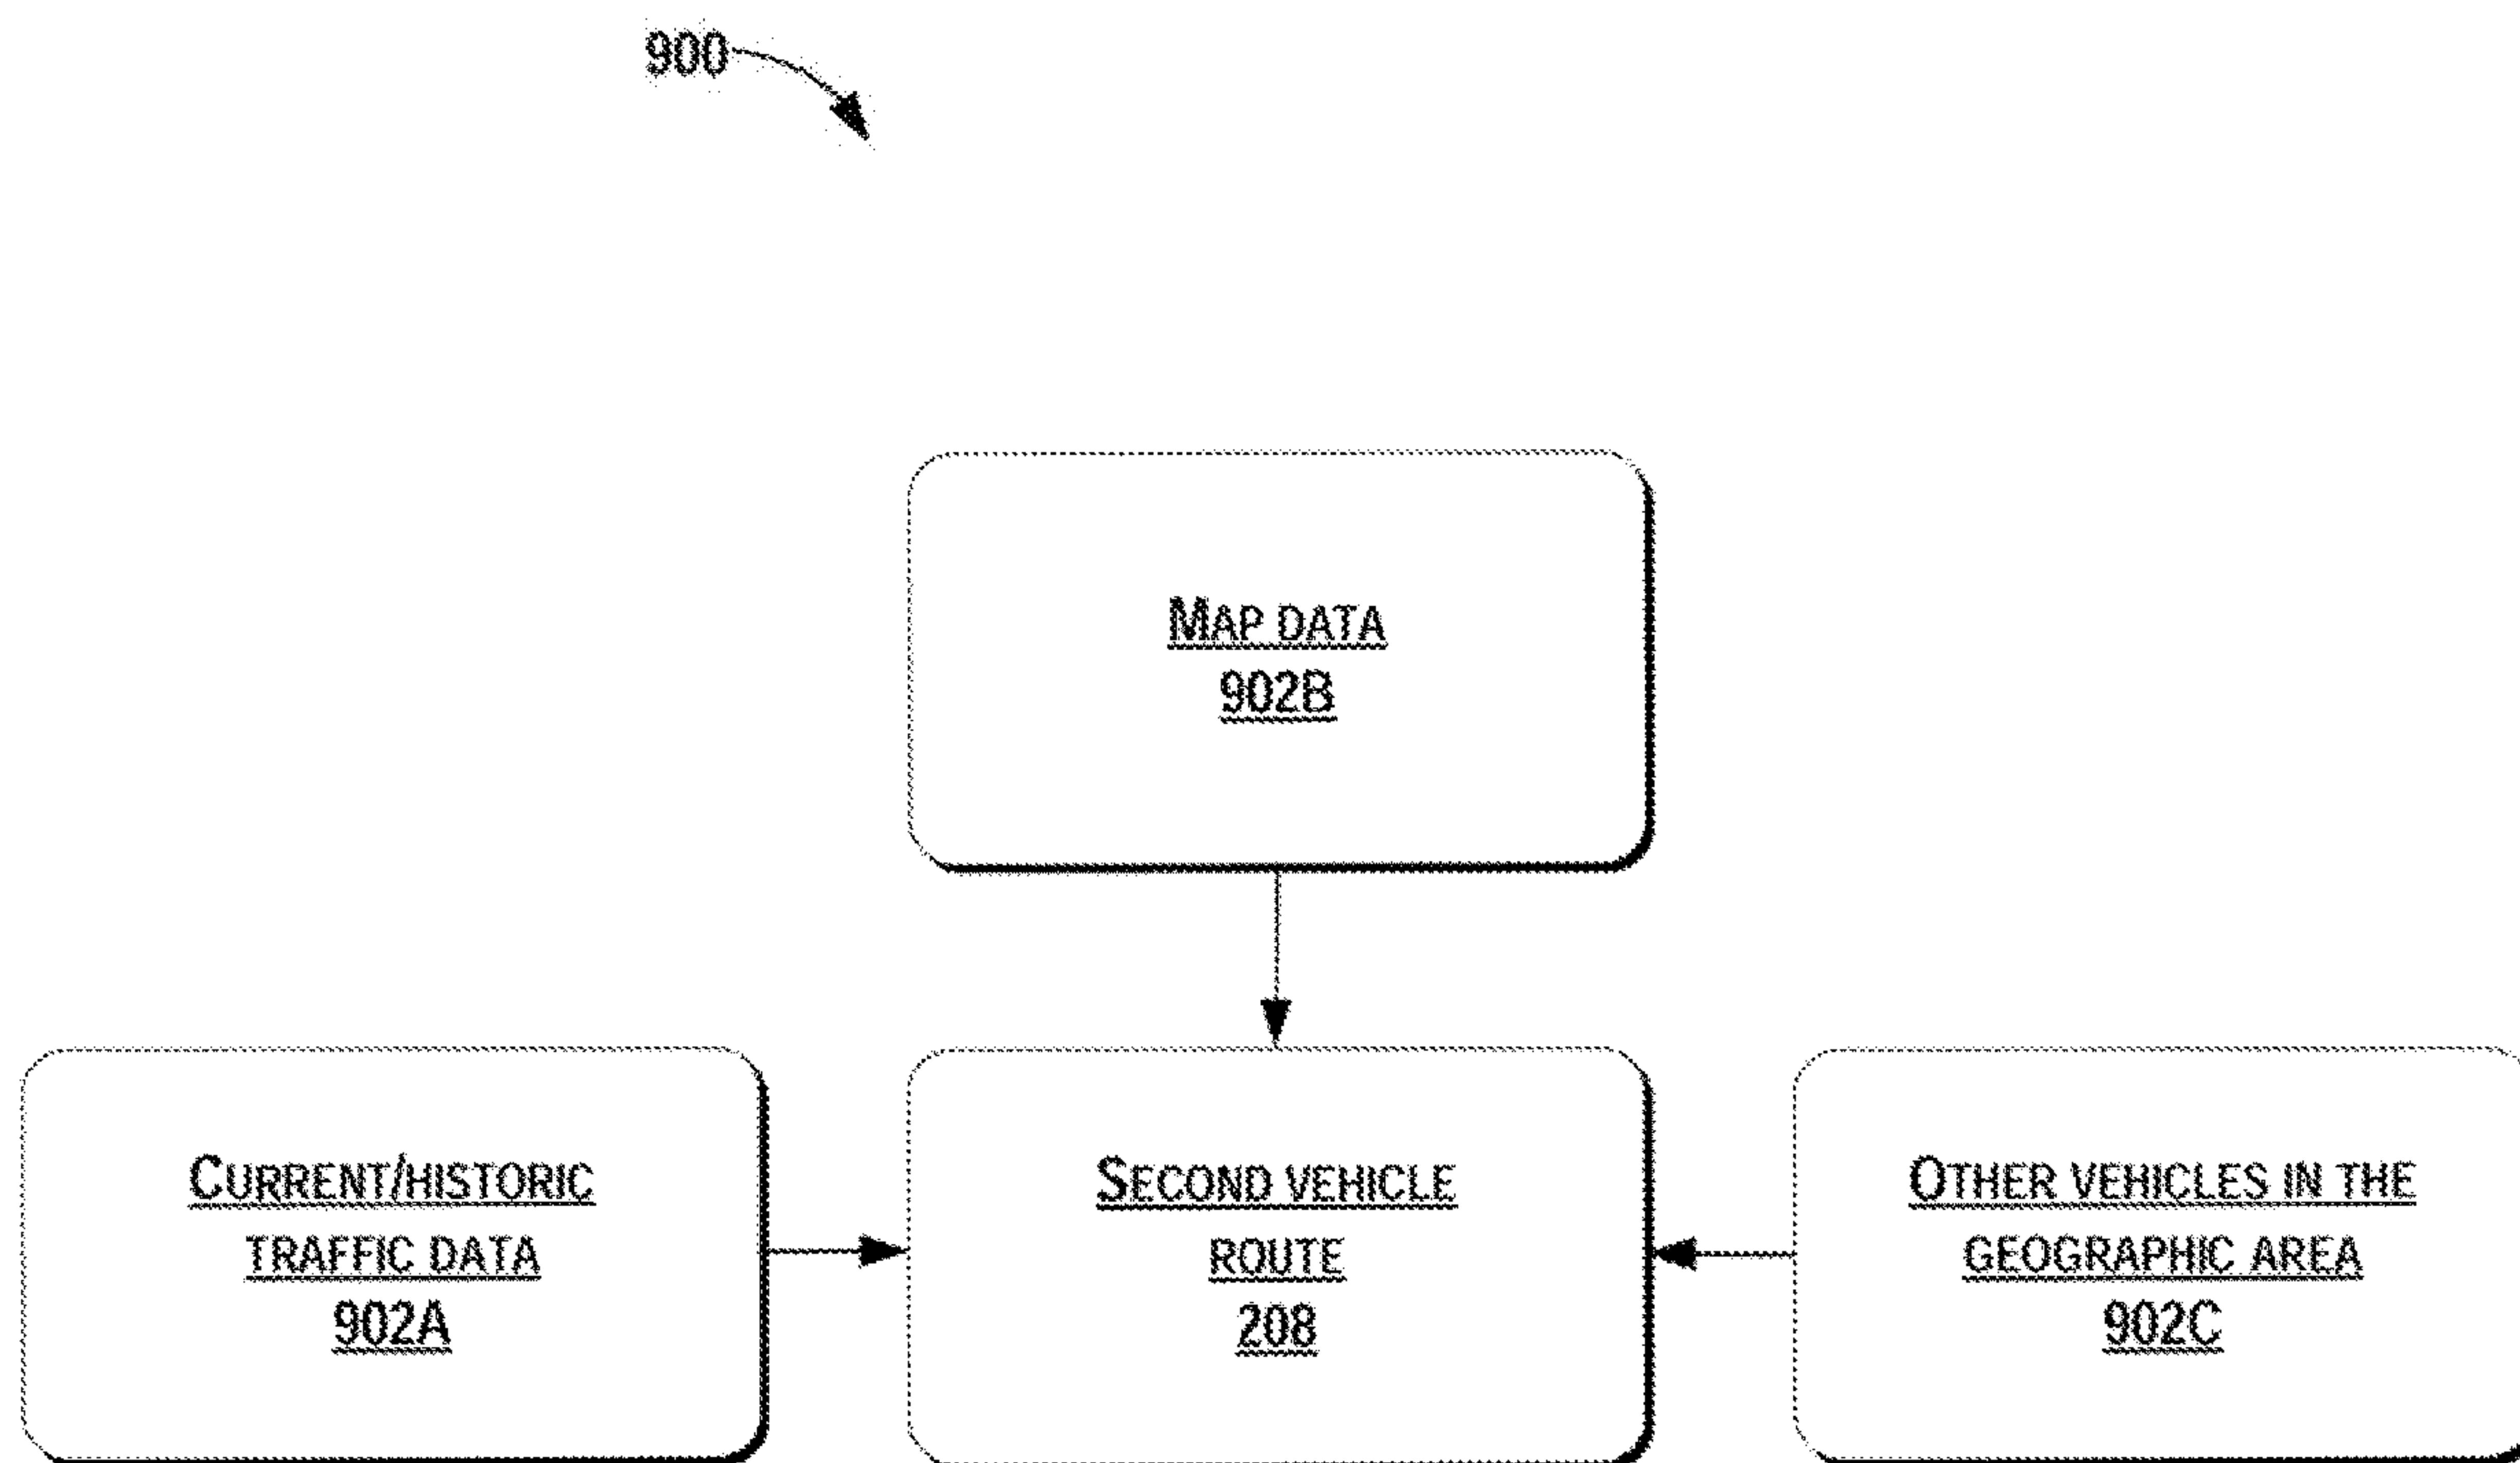 900
MAP DATA
902B
CURRENT/HISTORIC
TRAFFIC DATA
902A
SECOND VEHICLE
ROUTE
208
OTHER VEHICLES IN THE
GEOGRAPHIC AREA
902C